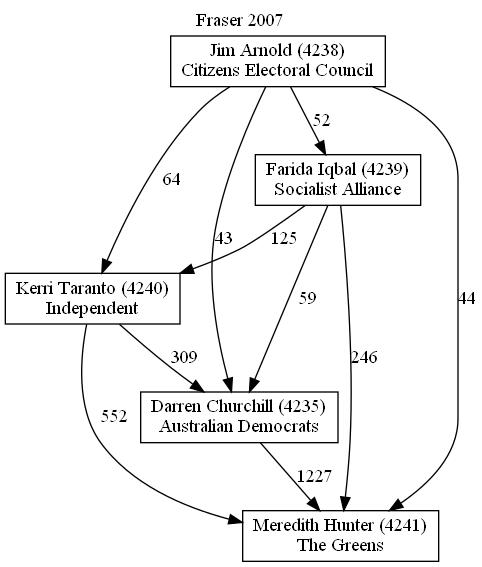 Fraser 2007
Jim Arnold (4238)
Citizens Electoral Council
52
Farida Iqbal (4239)
Socialist Alliance
64
43
125
Kerri Taranto (4240)
Independent
59
44
309
246
Darren Churchill (4235)
Australian Democrats
552
1227
Meredith Hunter (4241)
The Greens